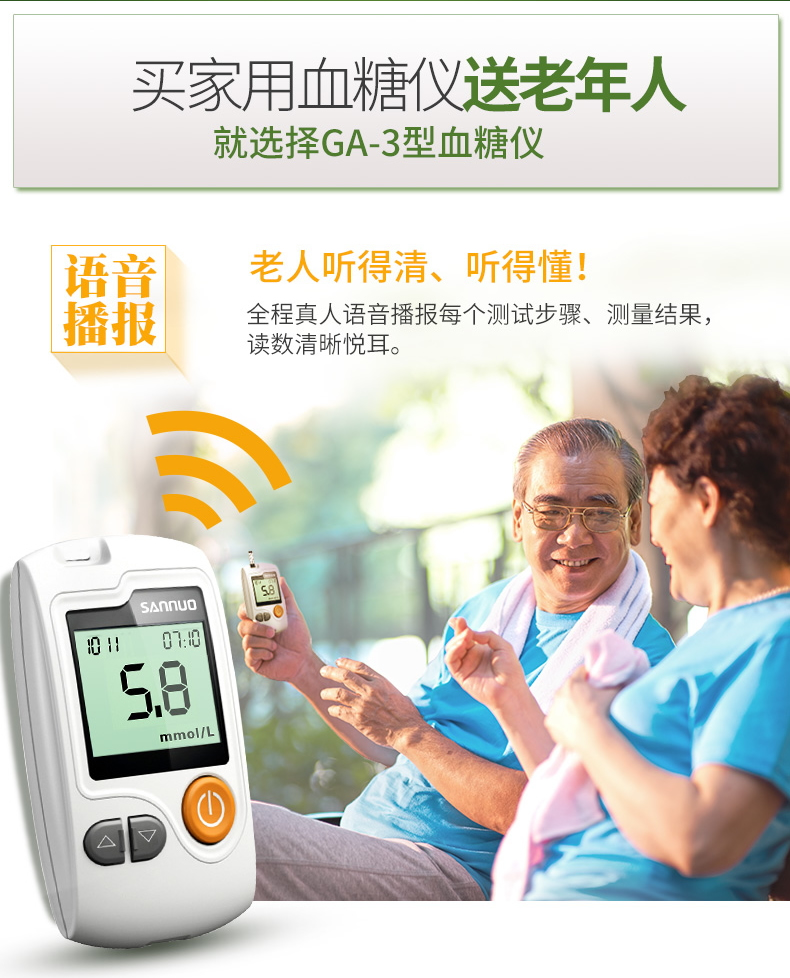 买家用血糖仪送老年人
就选择GA-3型血糖仪
语音
播报
老人听得清、听得懂！
全程真人语音播报每个测试步骤、测量结果，
读数清晰悦耳。
SANNUO
10 11 07:10
5.8
mmol/L
5.8